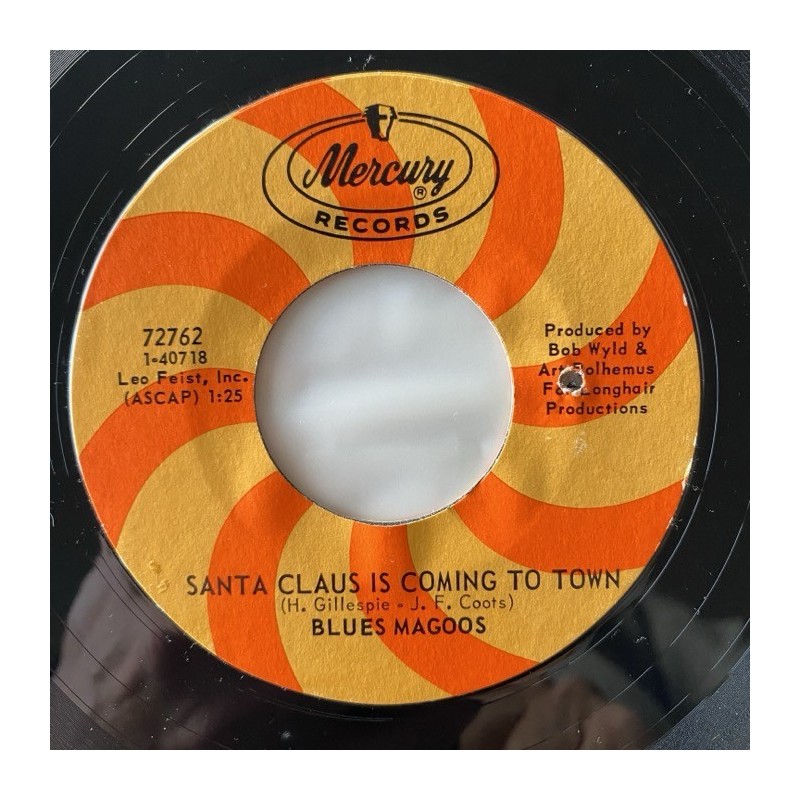 Mercury
®
RECORDS
72762
1-40718
Leo Feist, Inc.
(ASCAP) 1:25
Produced by
Bob Wyld &
Art Polhemus
For Longhair
Productions
SANTA CLAUS IS COMING TO TOWN
(H. Gillespie - J. F. Coots)
BLUES MAGOOS